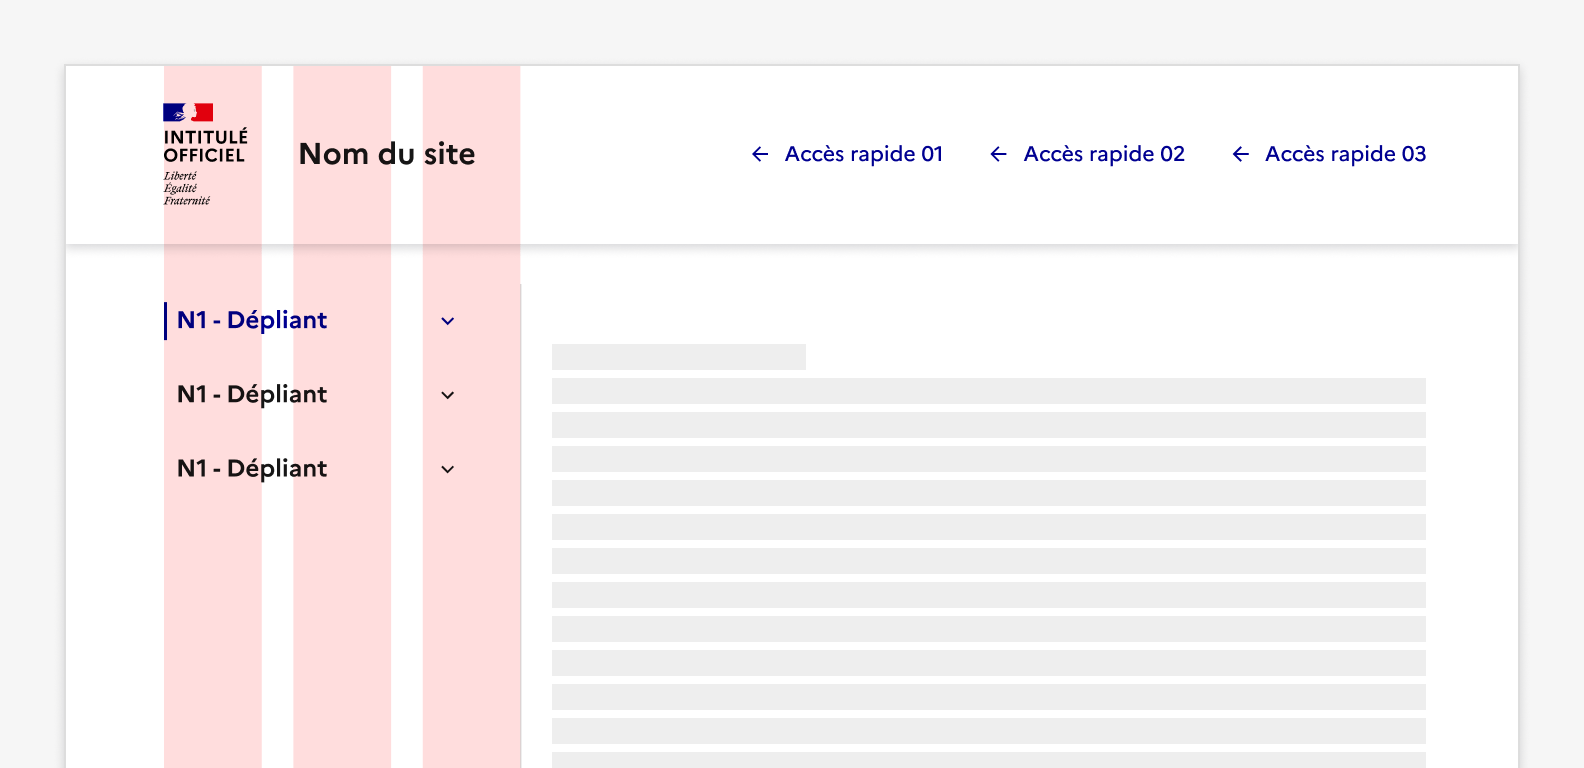 INTITULÉ
OFFICIEL
Liberté
Égalité
Fraternité
Nom du site
Accès rapide 01
Accès rapide 02
Accès rapide 03
N1 - Dépliant
N1 - Dépliant
N1 - Dépliant